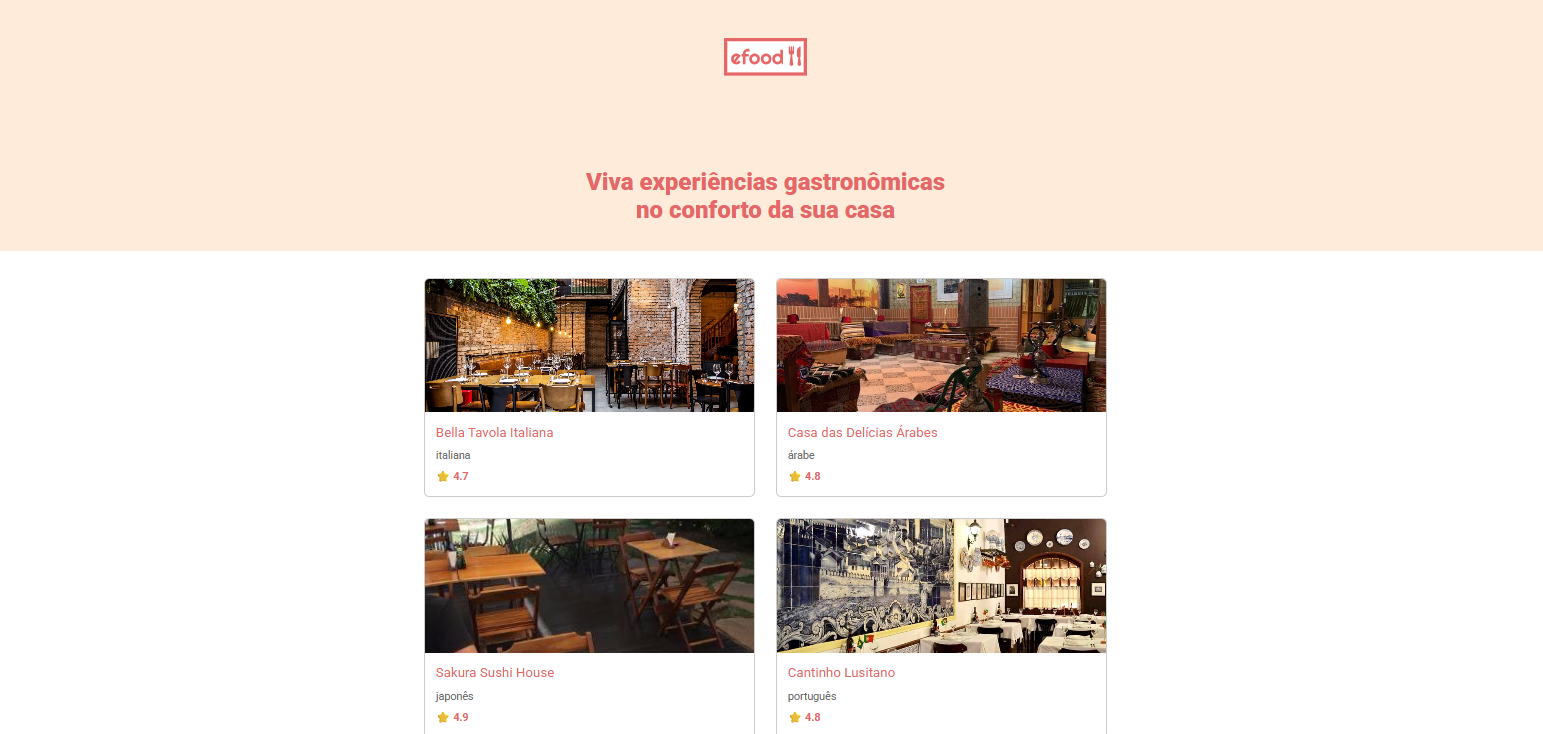 efood
Viva experiências gastronômicas
no conforto da sua casa
Bella Tavola Italiana
italiana
4.7
Casa das Delícias Árabes
árabe
4.8
Sakura Sushi House
japonês
4.9
Cantinho Lusitano
português
4.8